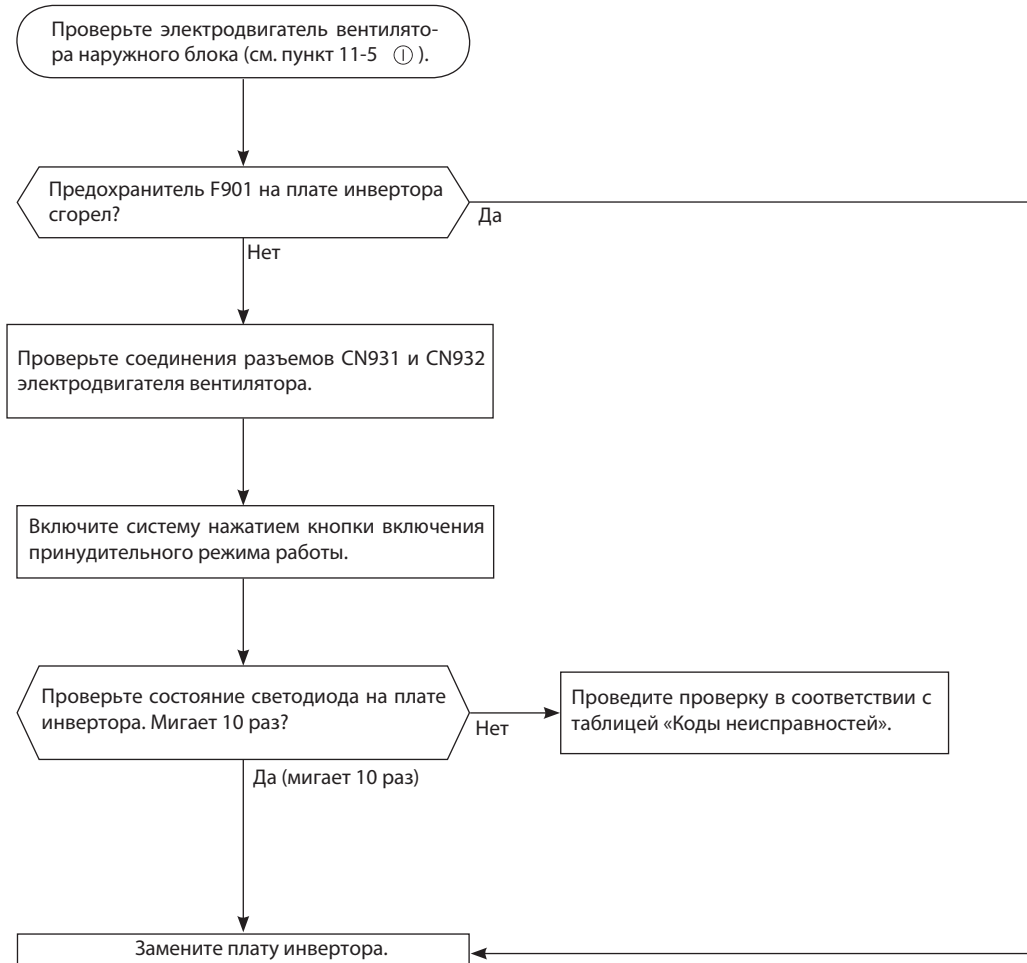 Проверьте электродвигатель вентилято-
ра наружного блока (см. пункт 11-5 Ⓘ ).
Предохранитель F901 на плате инвертора
сгорел?
Да
Нет
Проверьте соединения разъемов CN931 и CN932
электродвигателя вентилятора.
Включите систему нажатием кнопки включения
принудительного режима работы.
Проверьте состояние светодиода на плате
инвертора. Мигает 10 раз?
Нет
Проведите проверку в соответствии с
таблицей «Коды неисправностей».
Да (мигает 10 раз)
Замените плату инвертора.